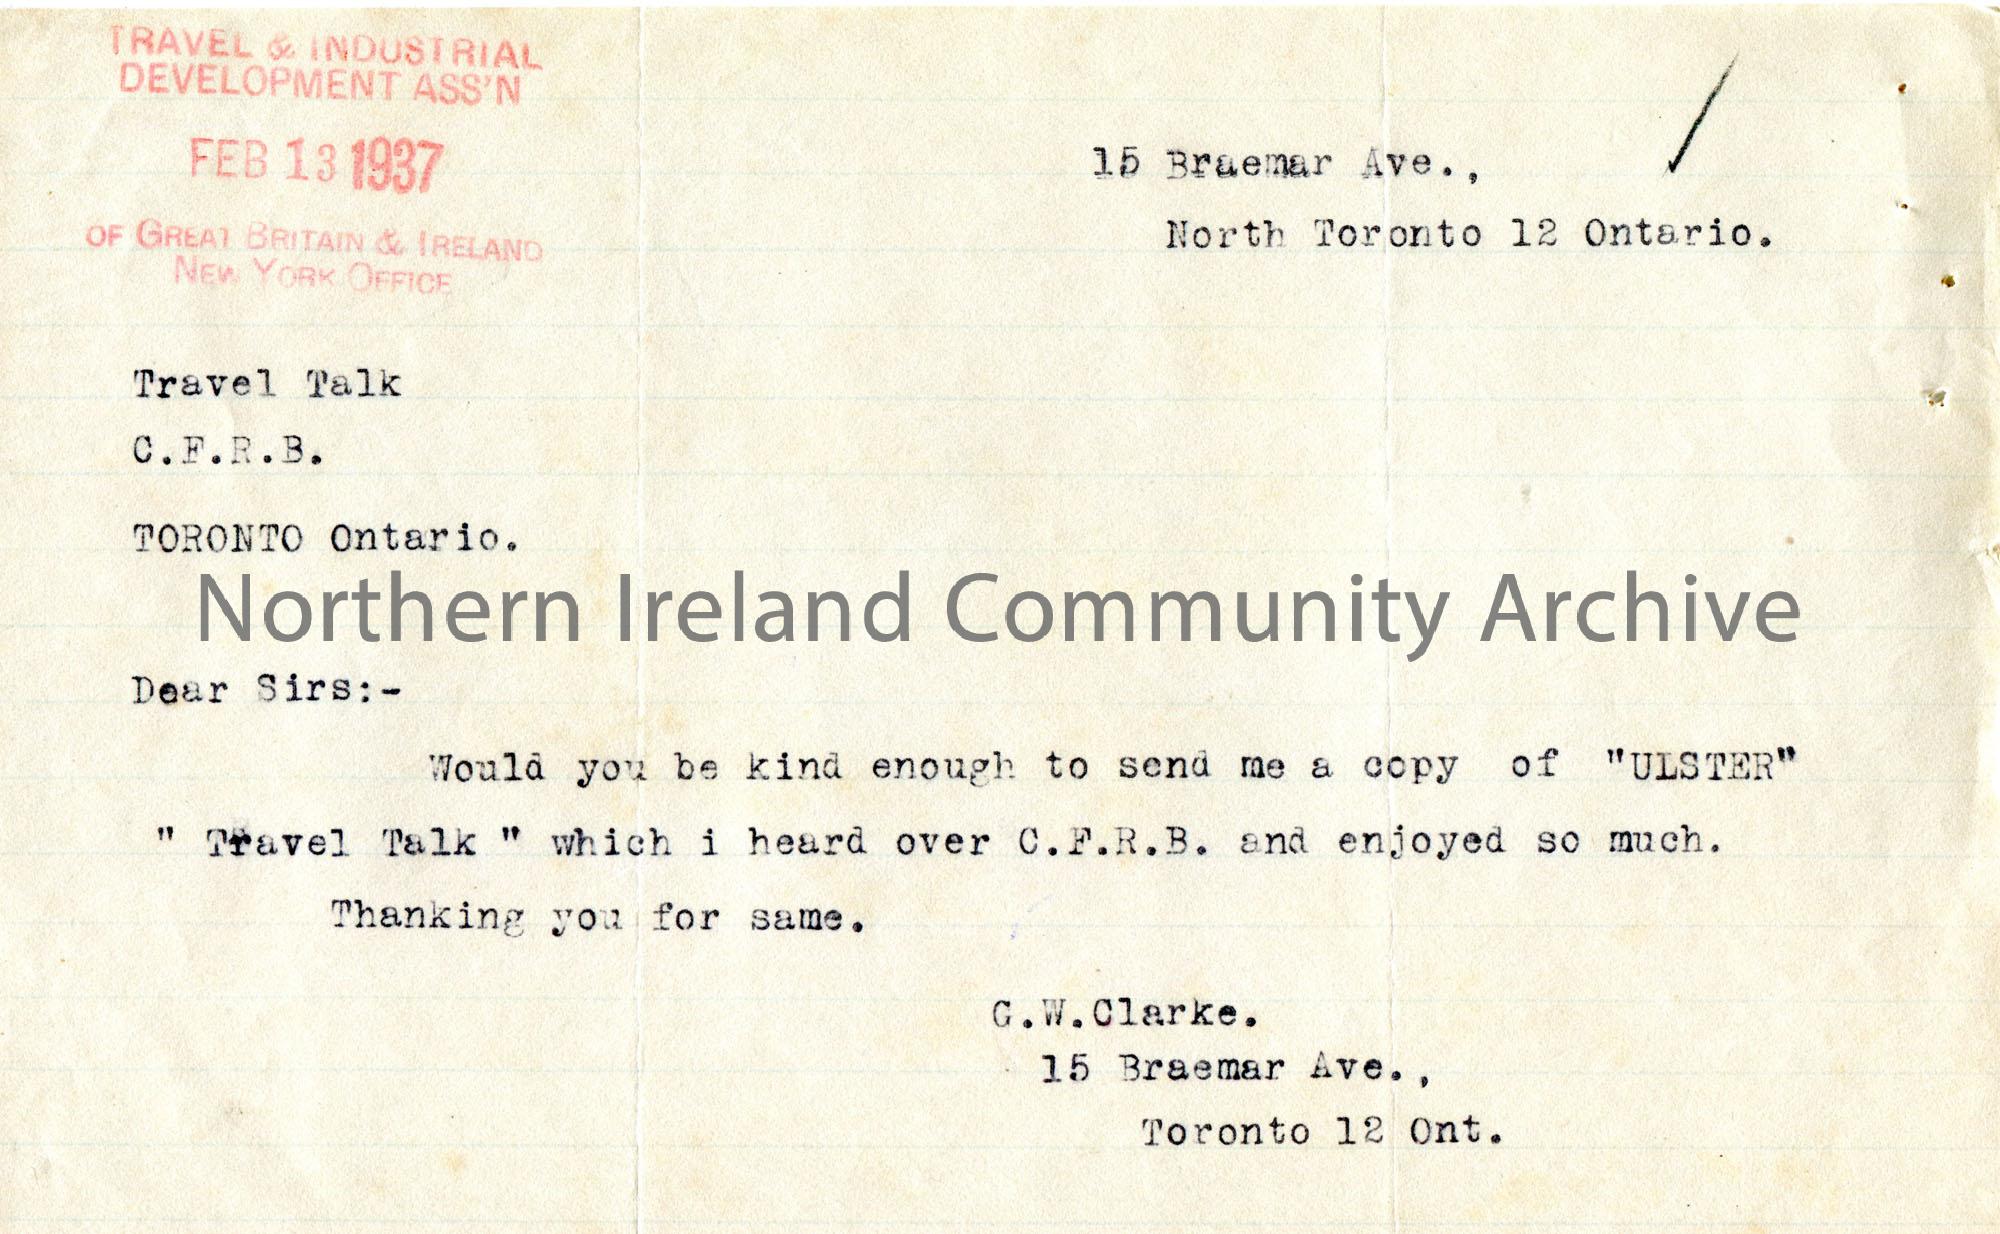 TRAVEL & INDUSTRIAL
DEVELOPMENT ASS'N
FEB 13 1937
OF GREAT BRITAIN & IRELAND
NEW YORK OFFICE
15 Braemar Ave.,
North Toronto 12 Ontario.
Travel Talk
C.F.R.B.
TORONTO Ontario.
Northern Ireland Community Archive
Dear Sirs:-
Would you be kind enough to send me a copy of "ULSTER"
" Travel Talk " which i heard over C.F.R.B. and enjoyed so much.
Thanking you for same.
G.W.Clarke.
15 Braemar Ave.,
Toronto 12 Ont.